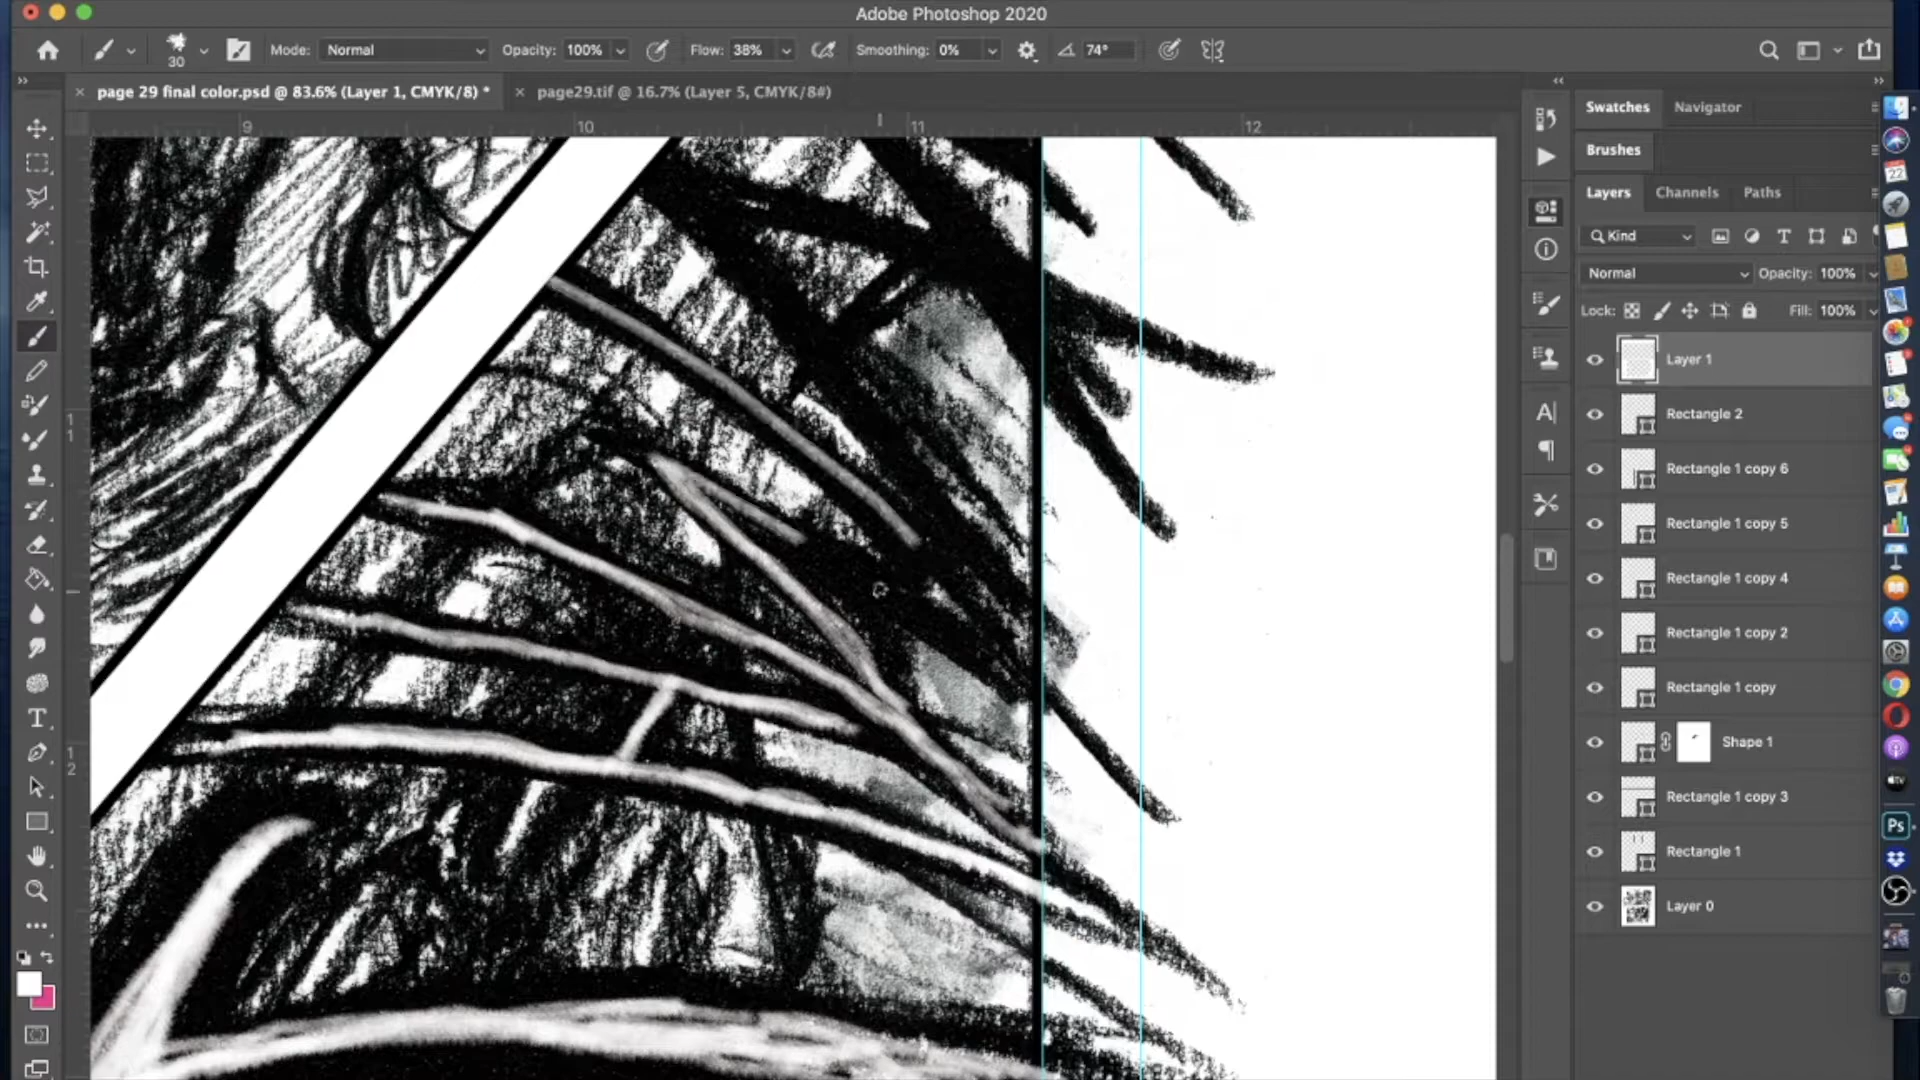 Adobe Photoshop 2020
30 Mode: Normal Opacity: 100% Flow: 38% Smoothing: 0% 74°
page 29 final color.psd @ 83.6% (Layer 1, CMYK/8) * page29.tif @ 16.7% (Layer 5, CMYK/8#)
9 10 11 12
11
12
Swatches Navigator
Brushes
Layers Channels Paths
Kind
Normal Opacity: 100%
Lock: Fill: 100%
Layer 1
Rectangle 2
Rectangle 1 copy 6
Rectangle 1 copy 5
Rectangle 1 copy 4
Rectangle 1 copy 2
Rectangle 1 copy
Shape 1
Rectangle 1 copy 3
Rectangle 1
Layer 0
22
Ps